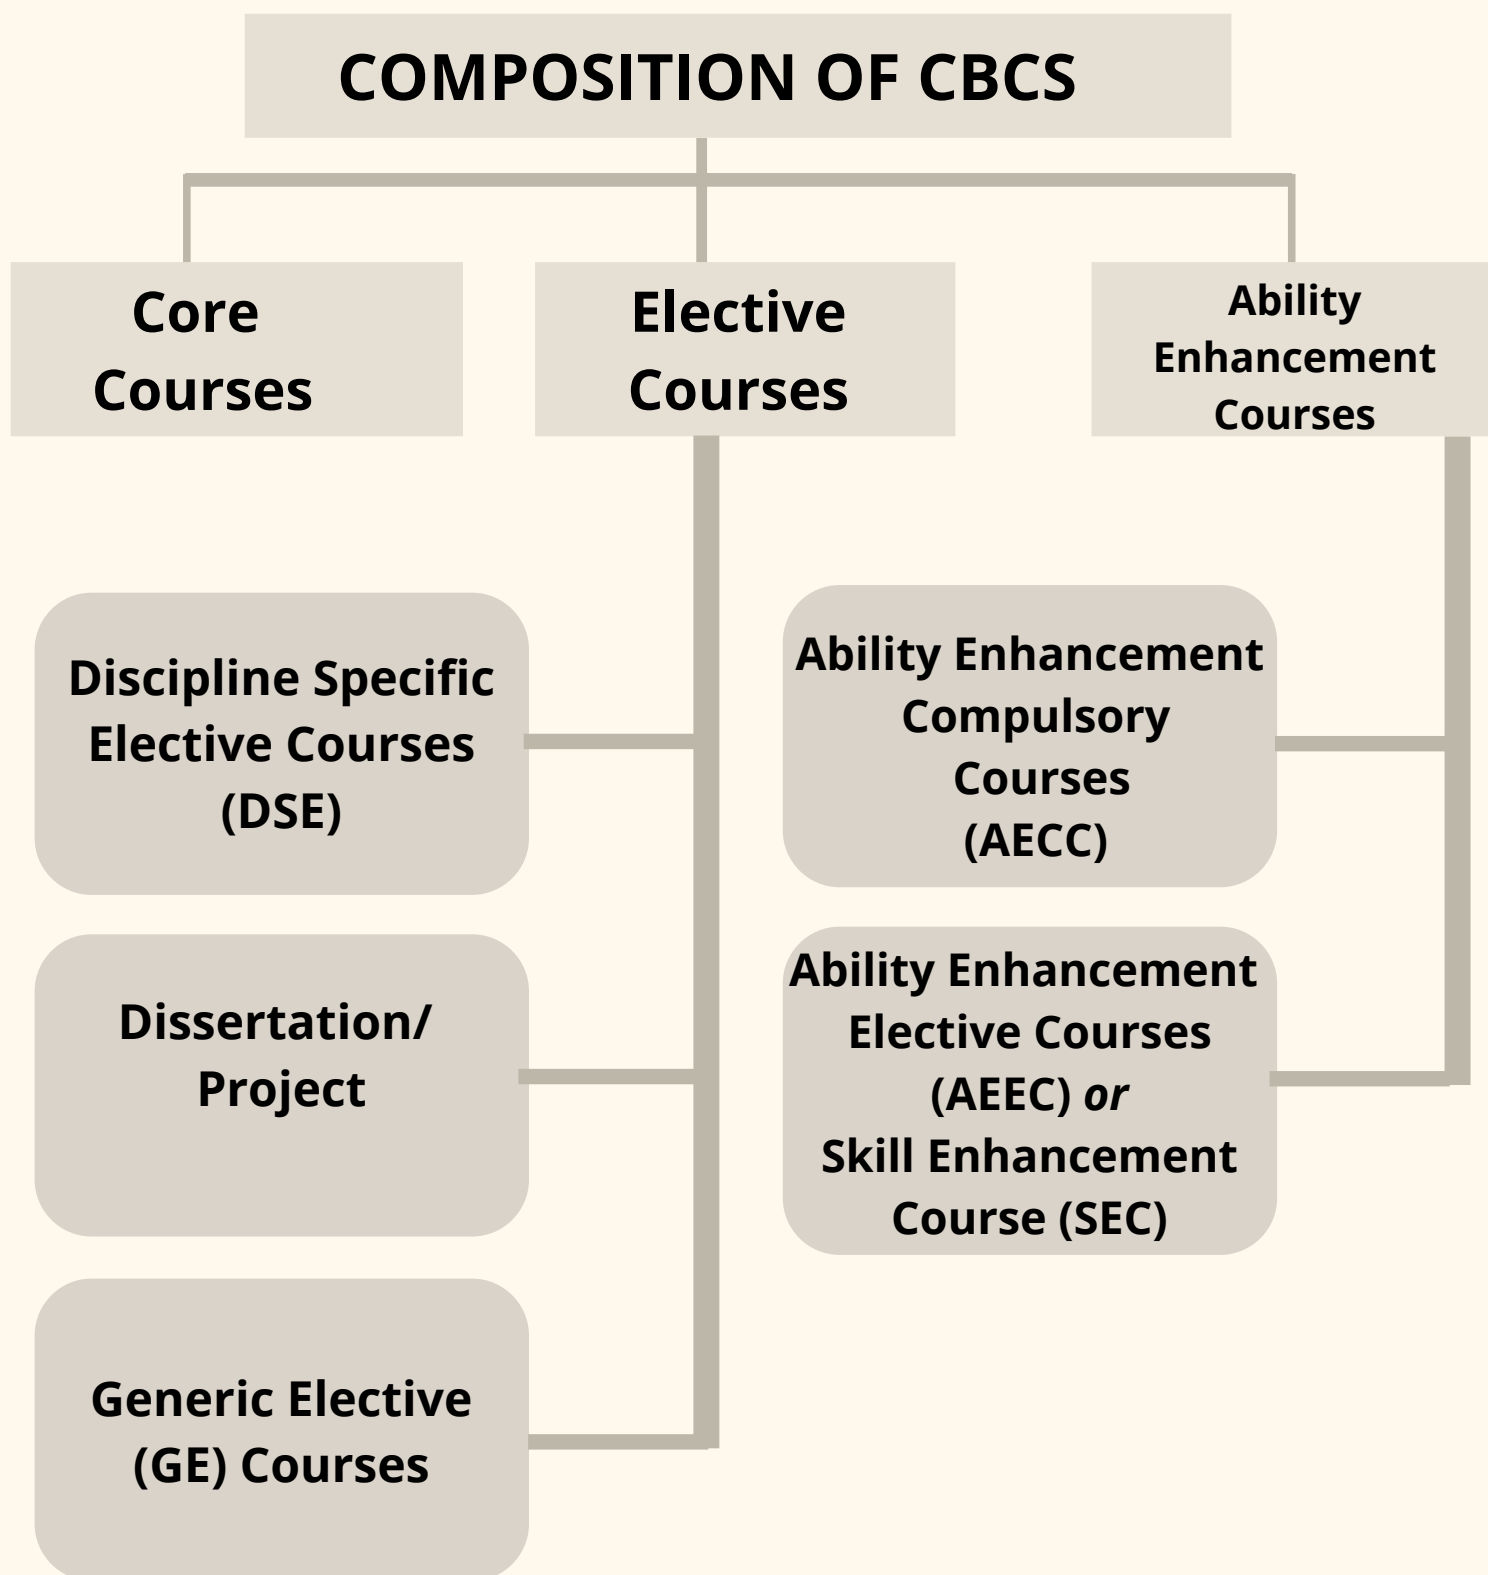 COMPOSITION OF CBCS
Core
Courses
Elective
Courses
Ability
Enhancement
Courses
Discipline Specific
Elective Courses
(DSE)
Dissertation/
Project
Generic Elective
(GE) Courses
Ability Enhancement
Compulsory
Courses
(AECC)
Ability Enhancement
Elective Courses
(AEEC) or
Skill Enhancement
Course (SEC)